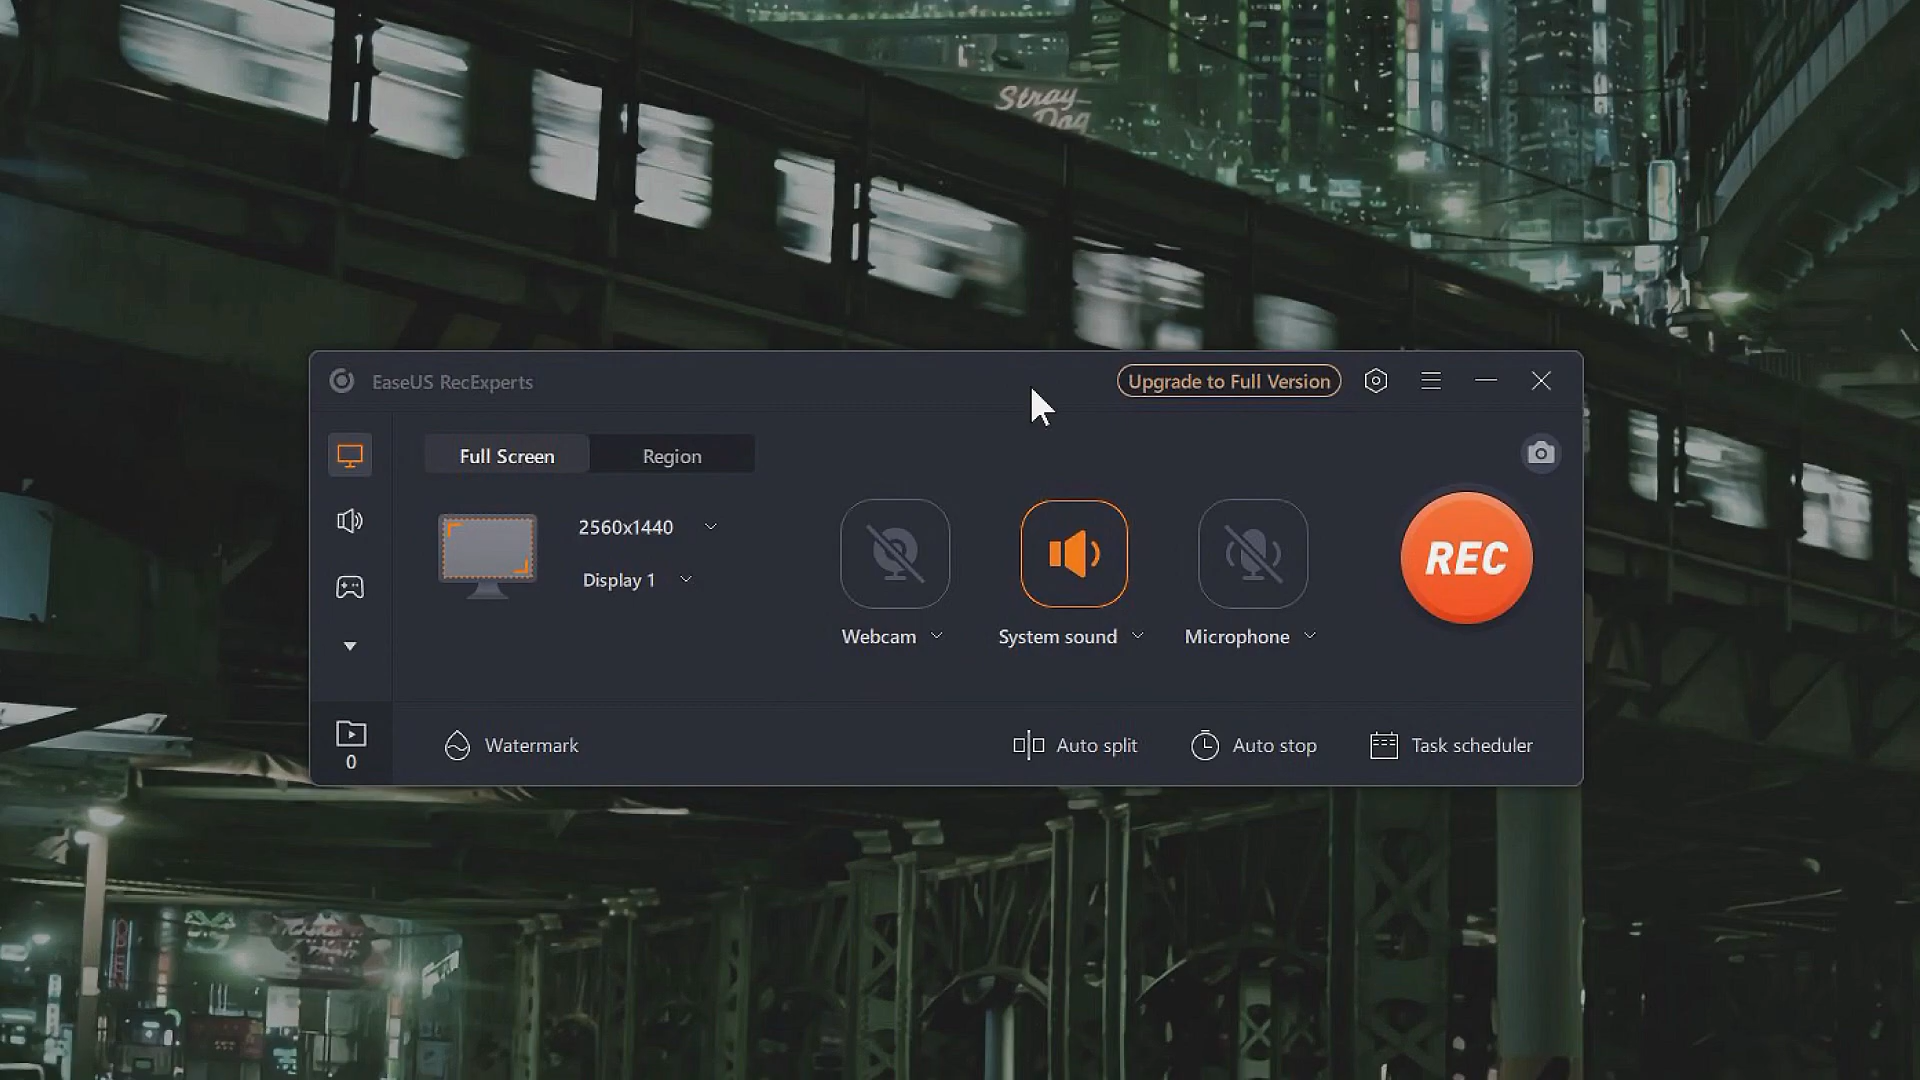 Stray
Dog
EaseUS RecExperts
Upgrade to Full Version
Full Screen
Region
2560x1440
Display 1
REC
Webcam
System sound
Microphone
0
Watermark
Auto split
Auto stop
Task scheduler